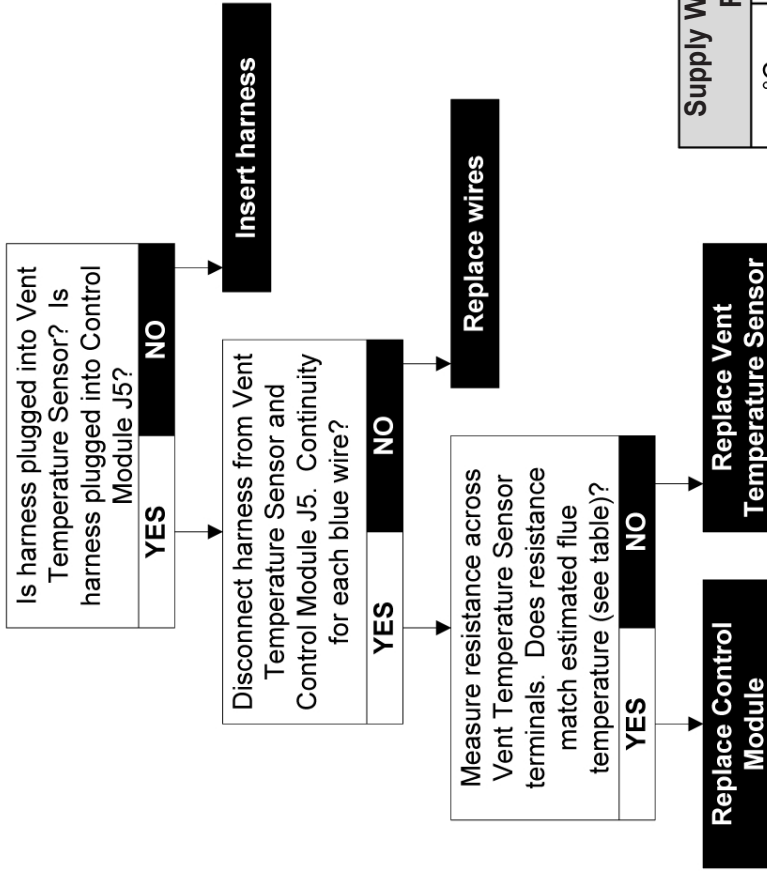 Is harness plugged into Vent
Temperature Sensor? Is
harness plugged into Control
Module J5?
YES
NO
Insert harness
Disconnect harness from Vent
Temperature Sensor and
Control Module J5. Continuity
for each blue wire?
YES
NO
Replace wires
Measure resistance across
Vent Temperature Sensor
terminals. Does resistance
match estimated flue
temperature (see table)?
YES
NO
Replace Control
Module
Replace Vent
Temperature Sensor
Supply W